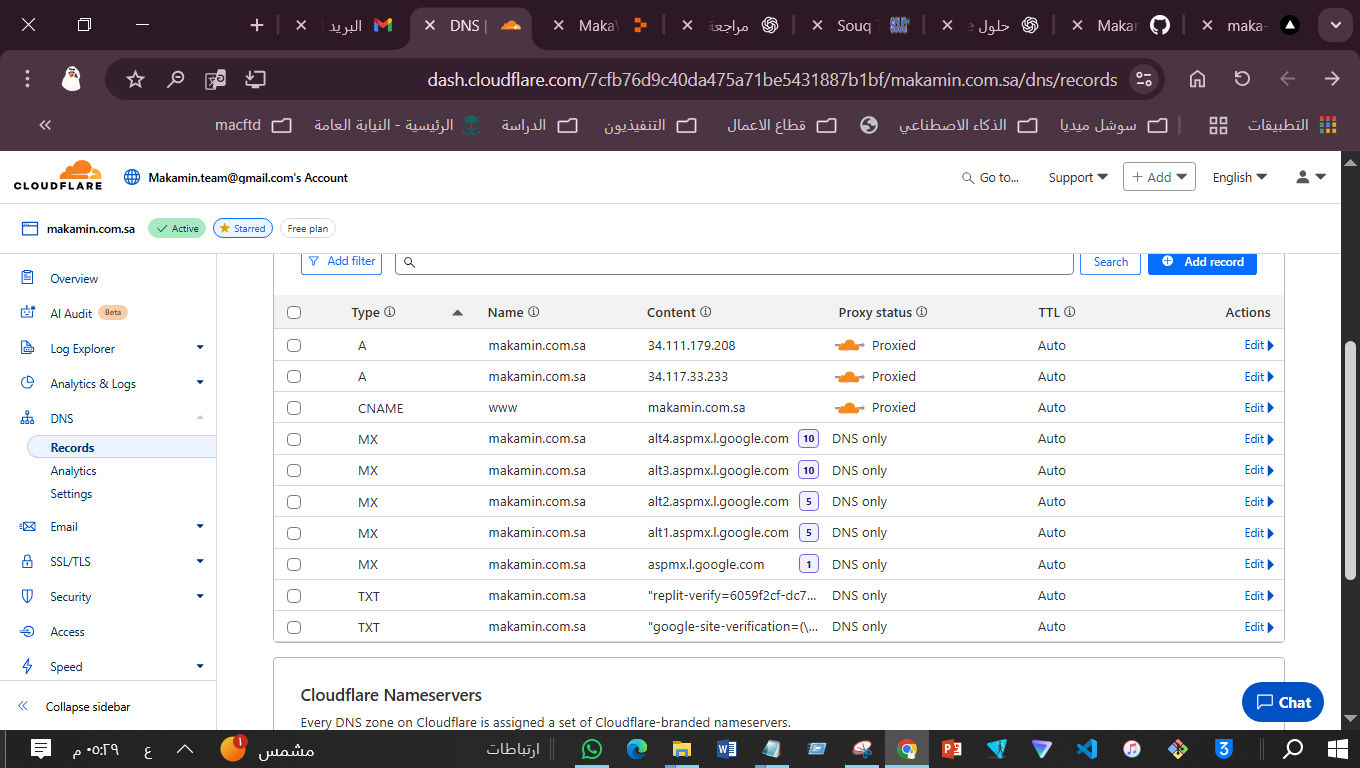 البريد
DNS |
MakaW
مراجعة
Souq
حلول
Makam
maka-
dash.cloudflare.com/7cfb76d9c40da475a71be5431887b1bf/makamin.com.sa/dns/records
التطبيقات
سوشل ميديا
الذكاء الاصطناعي
قطاع الاعمال
التنفيذيون
الدراسة
الرئيسية - النيابة العامة
macftd
CLOUDFLARE
Makamin.team@gmail.com's Account
Go to...
Support
+ Add
English
makamin.com.sa
Active
Starred
Free plan
Overview
AI Audit Beta
Log Explorer
Analytics & Logs
DNS
Records
Analytics
Settings
Email
SSL/TLS
Security
Access
Speed
Collapse sidebar
Add filter
Search
Add record
Type Name Content Proxy status TTL Actions
A makamin.com.sa 34.111.179.208 Proxied Auto Edit
A makamin.com.sa 34.117.33.233 Proxied Auto Edit
CNAME www makamin.com.sa Proxied Auto Edit
MX makamin.com.sa alt4.aspmx.l.google.com 10 DNS only Auto Edit
MX makamin.com.sa alt3.aspmx.l.google.com 10 DNS only Auto Edit
MX makamin.com.sa alt2.aspmx.l.google.com 5 DNS only Auto Edit
MX makamin.com.sa alt1.aspmx.l.google.com 5 DNS only Auto Edit
MX makamin.com.sa aspmx.l.google.com 1 DNS only Auto Edit
TXT makamin.com.sa "replit-verify=6059f2cf-dc7... DNS only Auto Edit
TXT makamin.com.sa "google-site-verification=(\... DNS only Auto Edit
Cloudflare Nameservers
Every DNS zone on Cloudflare is assigned a set of Cloudflare-branded nameservers.
Chat
٠٥:٢٩ م
ع
1
مشمس
ارتباطات